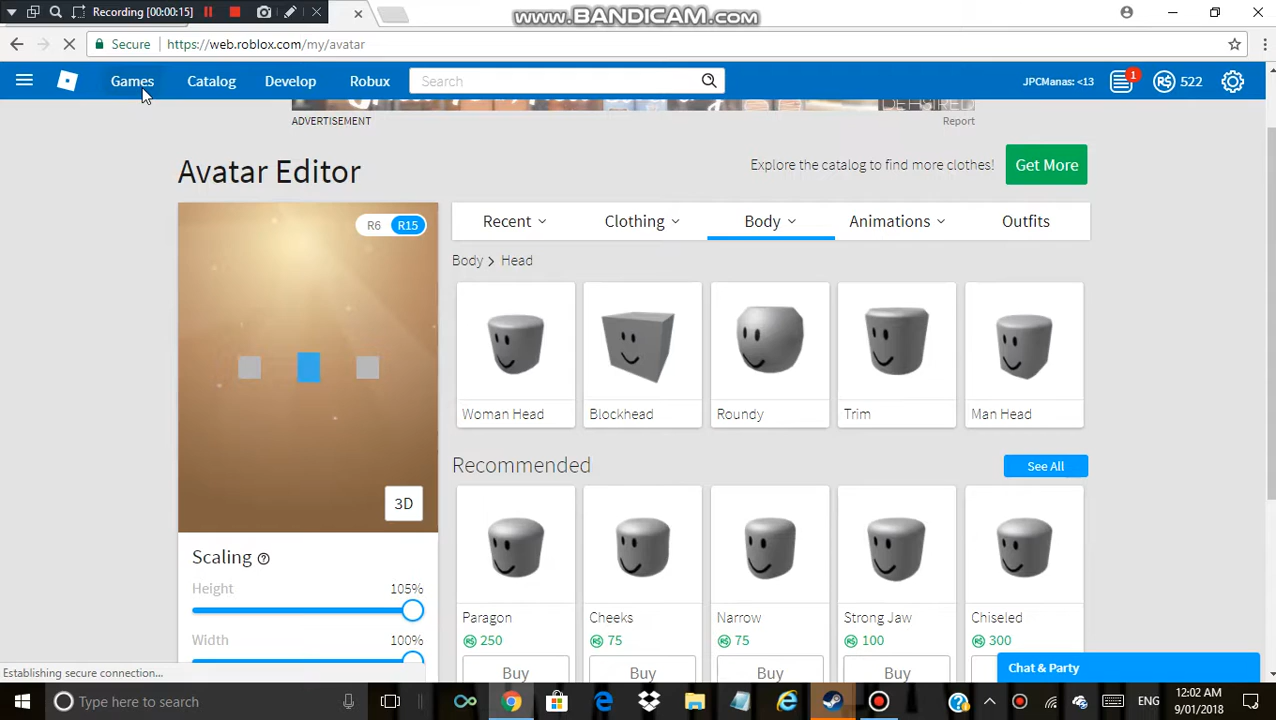 Recording [00:00:15]
www.BANDICAM.com
Secure https://web.roblox.com/my/avatar
Games Catalog Develop Robux Search JPCManas: <13 1 R$ 522
ADVERTISEMENT Report
Avatar Editor
Explore the catalog to find more clothes! Get More
R6 R15
Recent Clothing Body Animations Outfits
Body > Head
Woman Head Blockhead Roundy Trim Man Head
Recommended See All
3D
Scaling ?
Height 105%
Width 100%
Paragon Cheeks Narrow Strong Jaw Chiseled
R$ 250 R$ 75 R$ 75 R$ 100 R$ 300
Buy Buy Buy Buy
Establishing secure connection...
Chat & Party
Type here to search
ENG
12:02 AM
9/01/2018